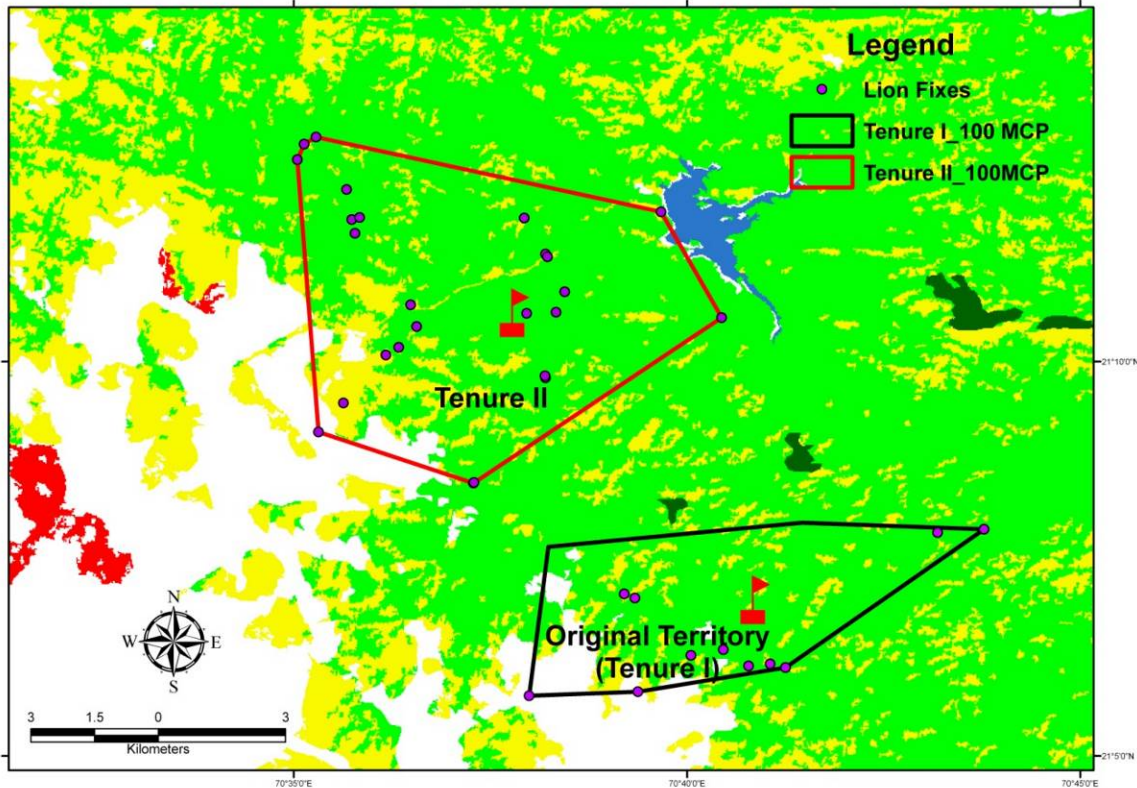 Legend
Lion Fixes
Tenure I_100 MCP
Tenure II_100MCP
21°10'0"N
Tenure II
Original Territory
(Tenure I)
N
W E
S
3 1.5 0 3
Kilometers
21°5'0"N
70°35'0"E 70°40'0"E 70°45'0"E